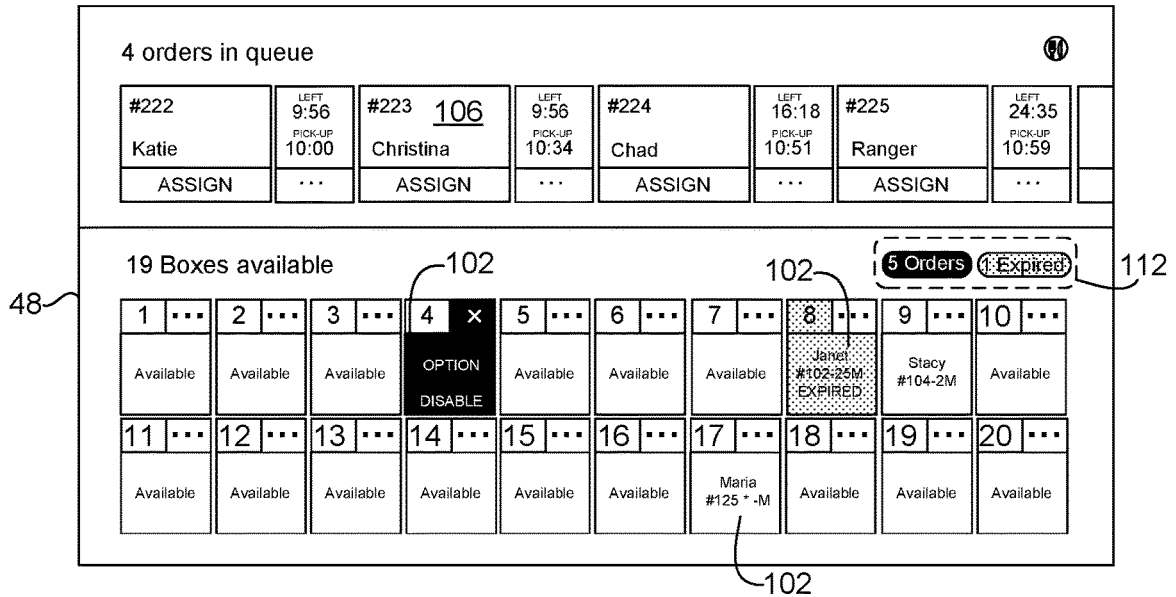 4 orders in queue
#222
LEFT
9:56
#223 106
LEFT
9:56
#224
LEFT
16:18
#225
LEFT
24:35
Katie
PICK-UP
10:00
Christina
PICK-UP
10:34
Chad
PICK-UP
10:51
Ranger
PICK-UP
10:59
ASSIGN ...
ASSIGN ...
ASSIGN ...
ASSIGN ...
19 Boxes available
102
102
5 Orders
1 Expired
112
48
1 ... 2 ... 3 ... 4 × 5 ... 6 ... 7 ... 8 ... 9 ... 10 ...
Available
Available
Available
OPTION
DISABLE
Available
Available
Available
Janet
#102-25M
EXPIRED
Stacy
#104-2M
Available
11 ... 12 ... 13 ... 14 ... 15 ... 16 ... 17 ... 18 ... 19 ... 20 ...
Available
Available
Available
Available
Available
Available
Maria
#125 * -M
Available
Available
Available
102